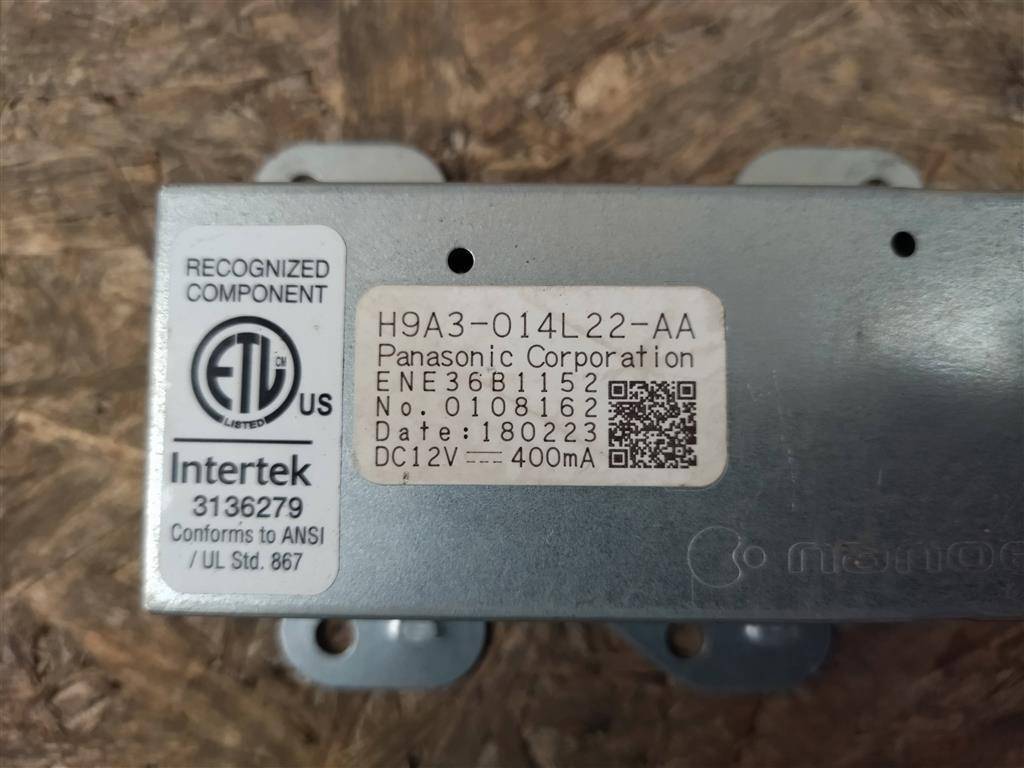 RECOGNIZED
COMPONENT
ETL CM
LISTED
US
Intertek
3136279
Conforms to ANSI
/ UL Std. 867
H9A3-014L22-AA
Panasonic Corporation
ENE36B1152
No. 0108162
Date:180223
DC12V ⎓ 400mA